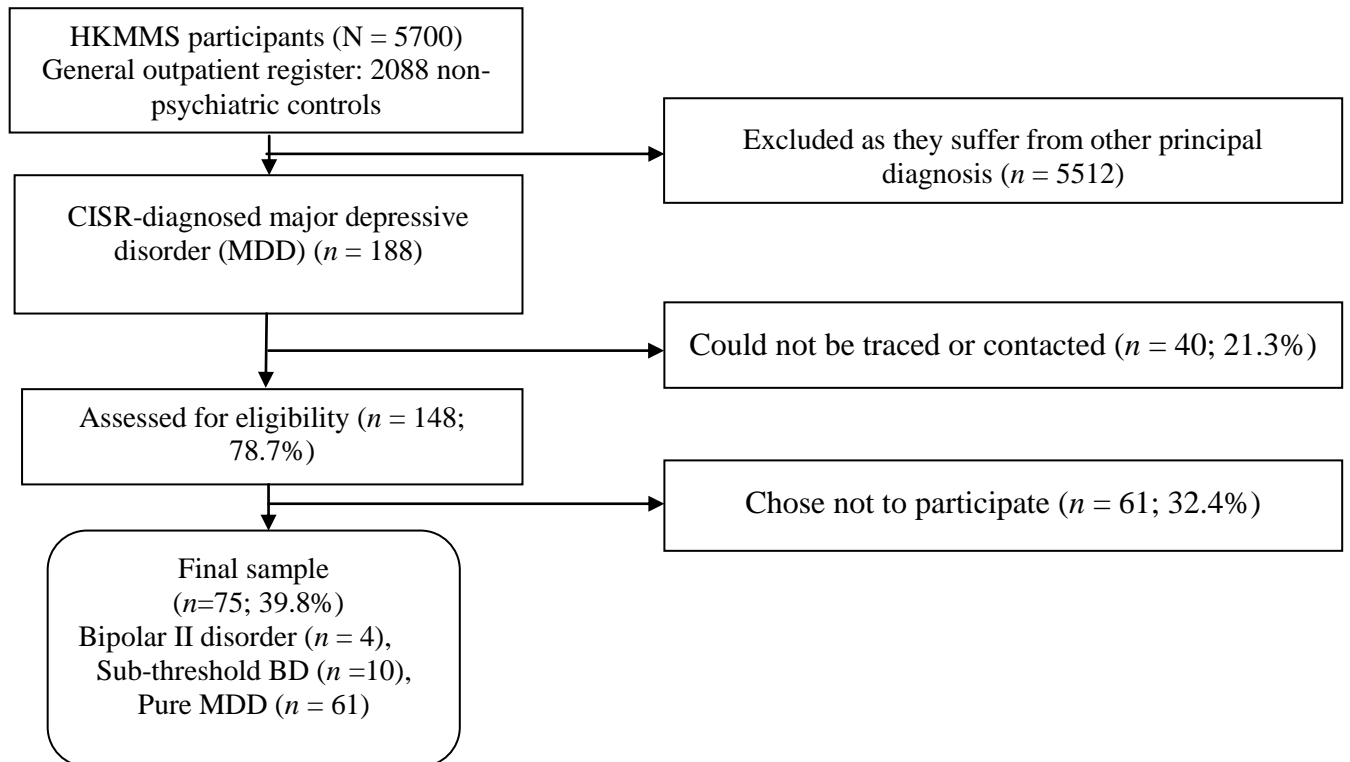 HKMMS participants (N = 5700)
General outpatient register: 2088 non-
psychiatric controls
Excluded as they suffer from other principal
diagnosis (n = 5512)
CISR-diagnosed major depressive
disorder (MDD) (n = 188)
Could not be traced or contacted (n = 40; 21.3%)
Assessed for eligibility (n = 148;
78.7%)
Chose not to participate (n = 61; 32.4%)
Final sample
(n=75; 39.8%)
Bipolar II disorder (n = 4),
Sub-threshold BD (n =10),
Pure MDD (n = 61)